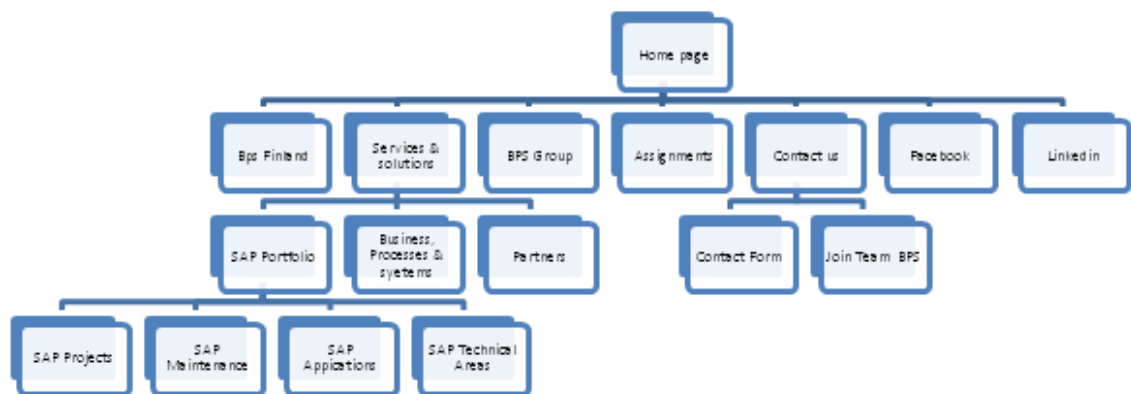 Home page
Bps Finland
Services &
solutions
BPS Group
Assignments
Contact us
Facebook
Linkedin
SAP Portfolio
Business,
Processes &
systems
Partners
Contact Form
Join Team BPS
SAP Projects
SAP
Maintenance
SAP
Appications
SAP Technical
Areas